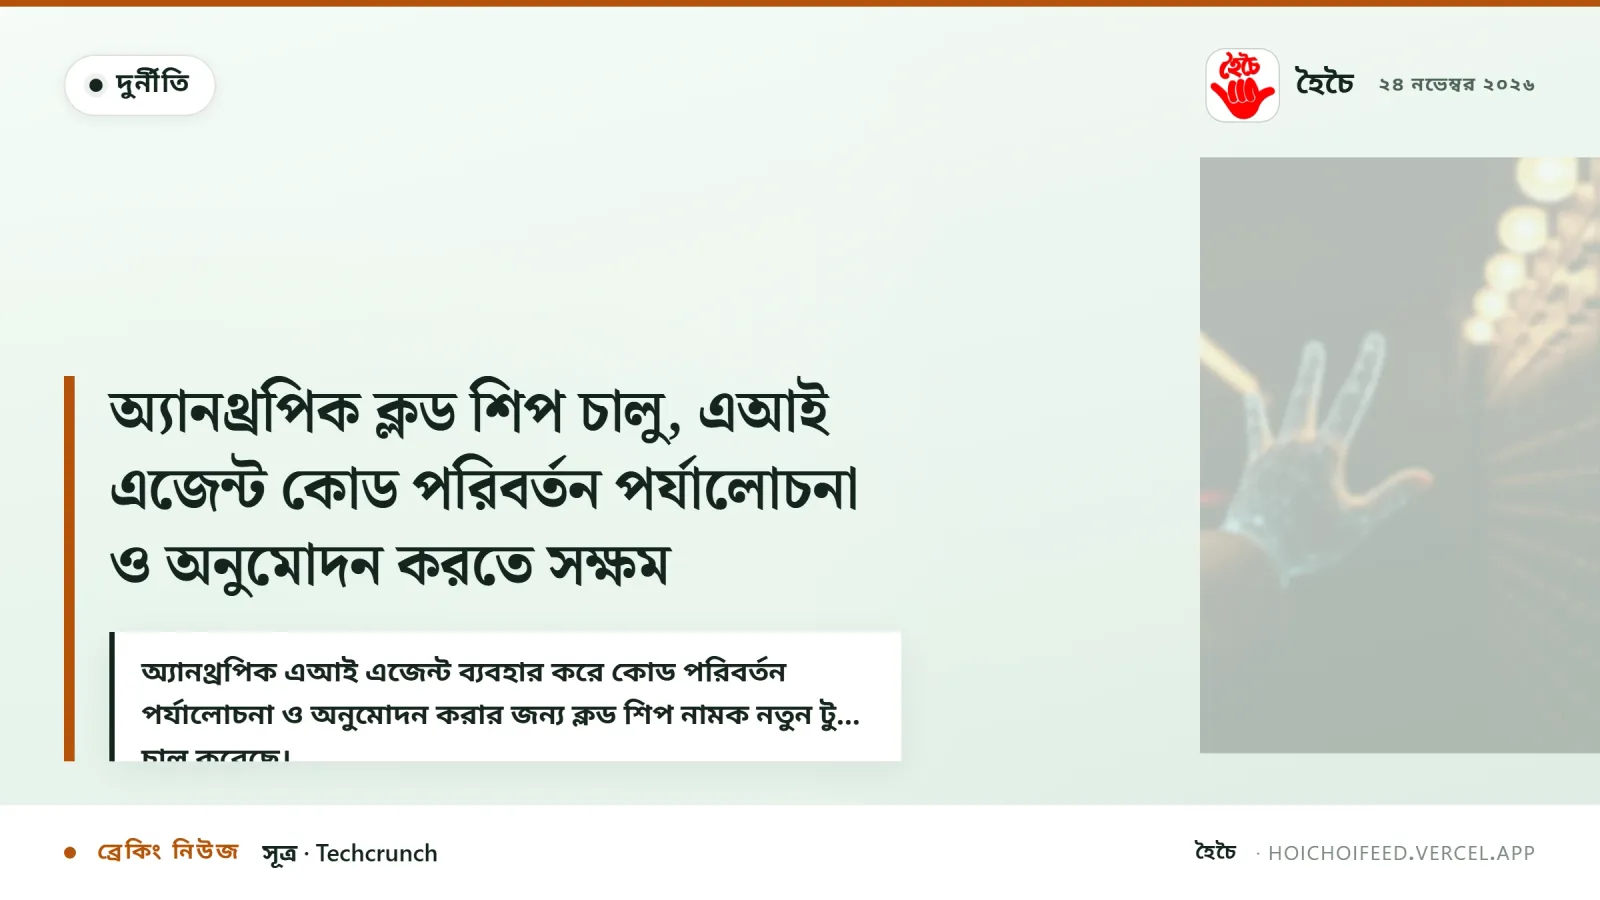 দুর্নীতি
হৈচৈ
হৈচৈ
২৪ নভেম্বর ২০২৬
অ্যানথ্রপিক ক্লড শিপ চালু, এআই
এজেন্ট কোড পরিবর্তন পর্যালোচনা
ও অনুমোদন করতে সক্ষম
অ্যানথ্রপিক এআই এজেন্ট ব্যবহার করে কোড পরিবর্তন
পর্যালোচনা ও অনুমোদন করার জন্য ক্লড শিপ নামক নতুন টু...
চালু করেছে।
ব্রেকিং নিউজ
সূত্র · Techcrunch
হৈচৈ
· HOICHOIFEED.VERCEL.APP